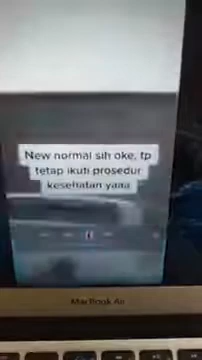 New normal sih oke, tp
tetap ikuti prosedur
kesehatan yaaa
MacBook Air